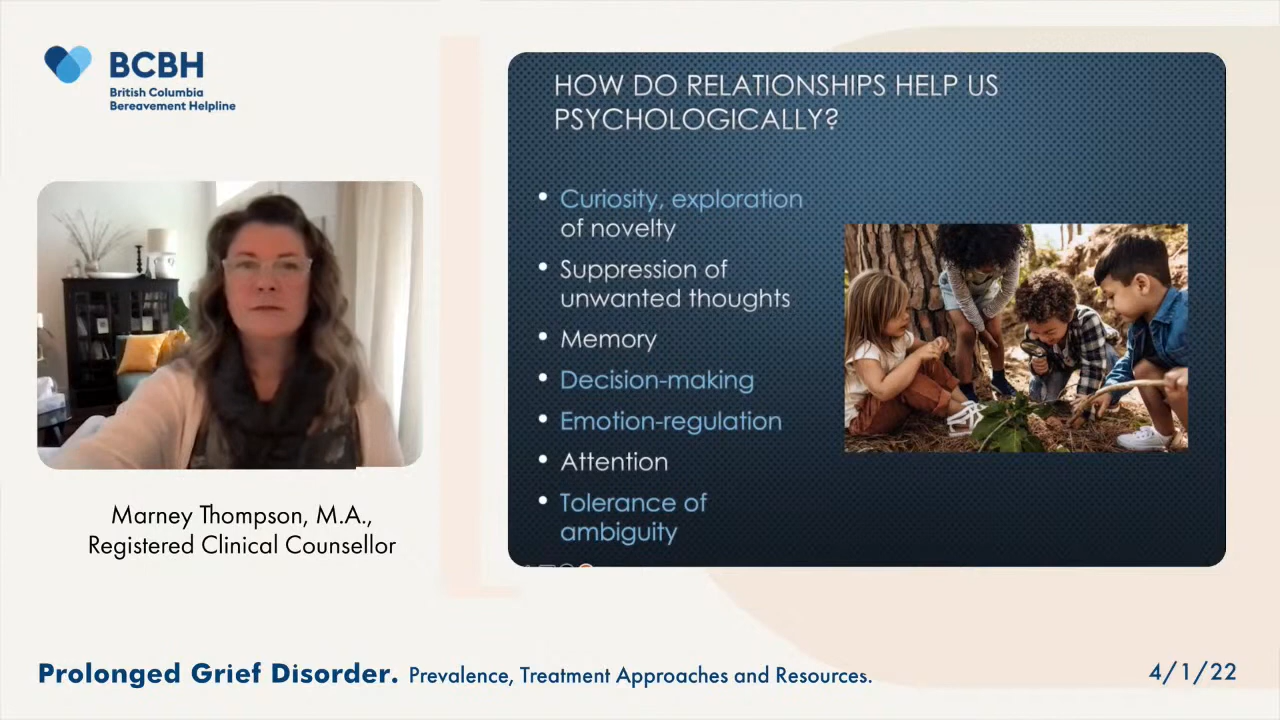 BCBH
British Columbia
Bereavement Helpline
HOW DO RELATIONSHIPS HELP US
PSYCHOLOGICALLY?
• Curiosity, exploration
of novelty
• Suppression of
unwanted thoughts
• Memory
• Decision-making
• Emotion-regulation
• Attention
• Tolerance of
ambiguity
Marney Thompson, M.A.,
Registered Clinical Counsellor
Prolonged Grief Disorder. Prevalence, Treatment Approaches and Resources.
4/1/22